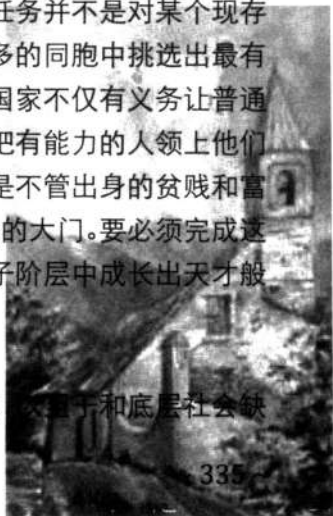 任务并不是对某个现存
多的同胞中挑选出最有
国家不仅有义务让普通
把有能力的人领上他们
是不管出身的贫贱和富
的大门。要必须完成这
子阶层中成长出天才般
于和底层社会缺
335